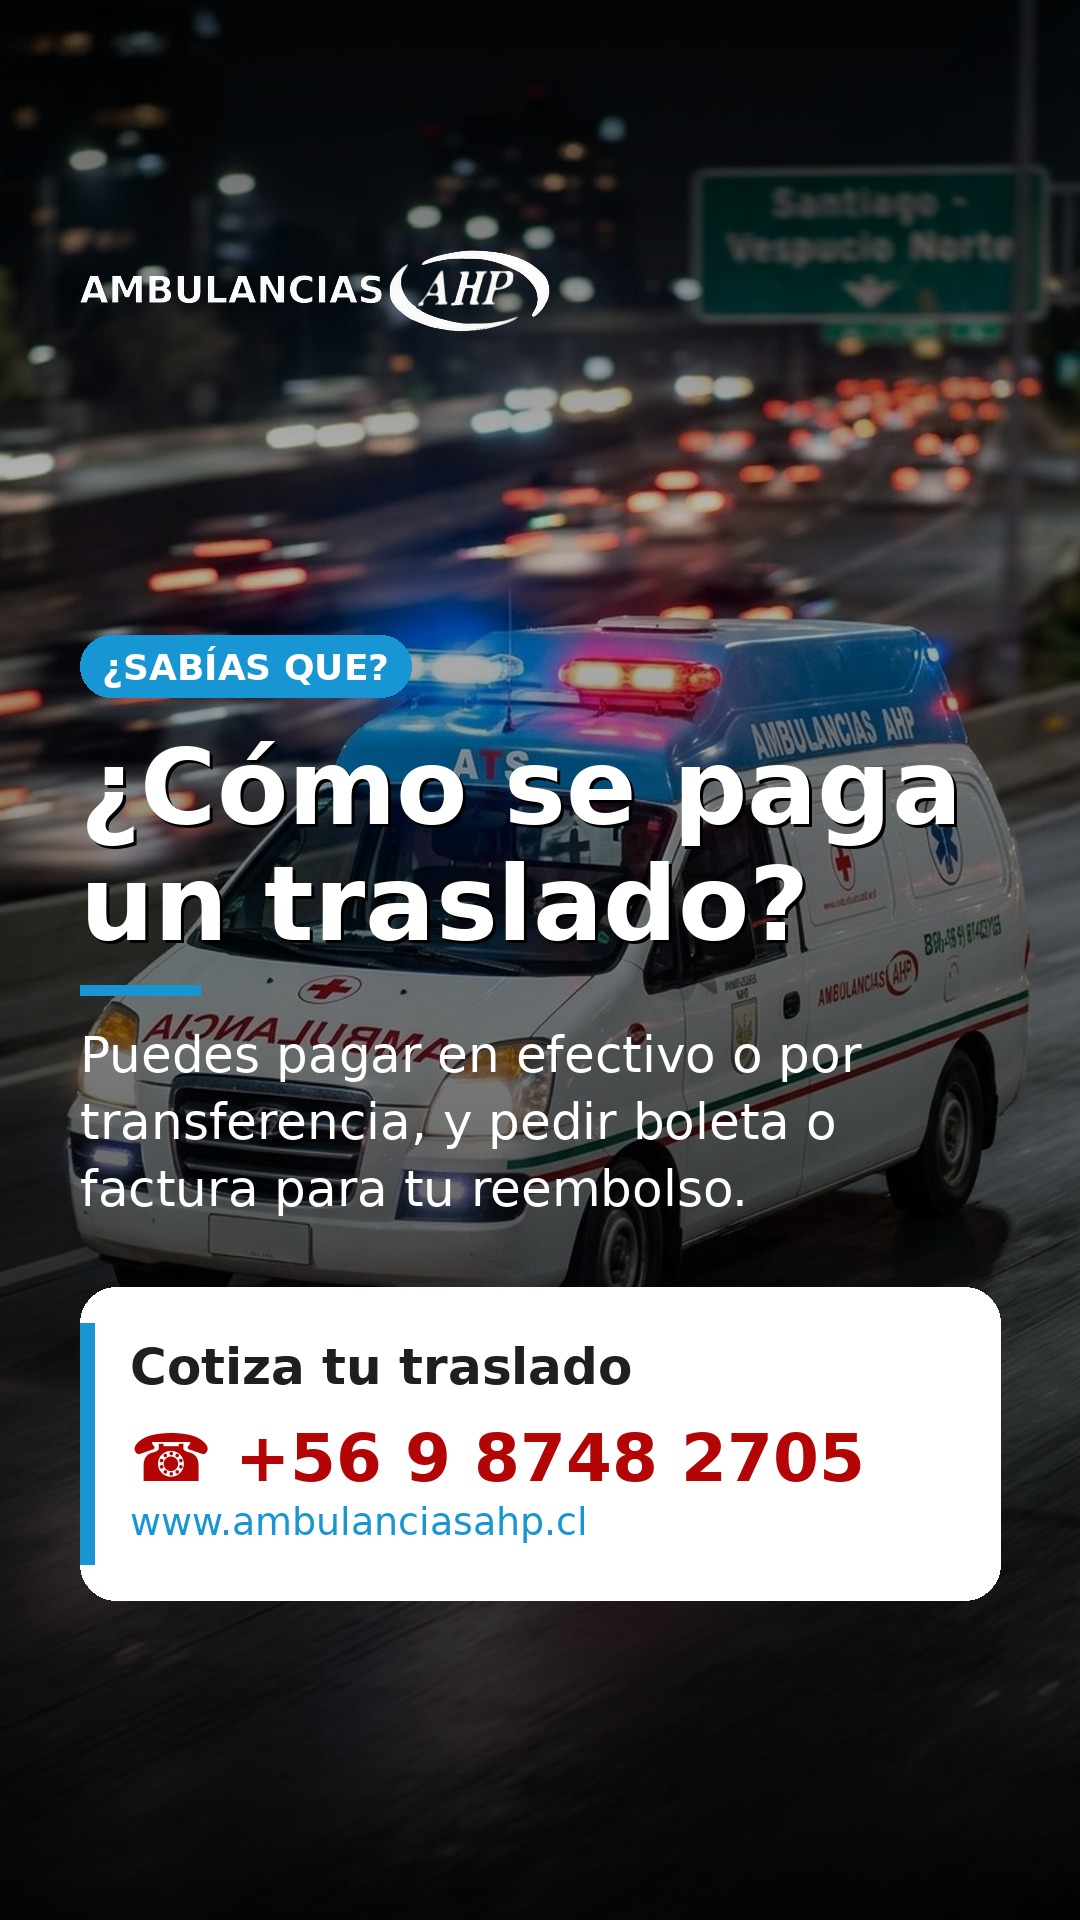 Santiago -
Vespucio Norte
AMBULANCIAS AHP
¿SABÍAS QUE?
ATS
AMBULANCIAS AHP
¿Cómo se paga
un traslado?
AMBULANCIAS AHP
AMBULANCIA
Puedes pagar en efectivo o por
transferencia, y pedir boleta o
factura para tu reembolso.
Cotiza tu traslado
☎ +56 9 8748 2705
www.ambulanciasahp.cl